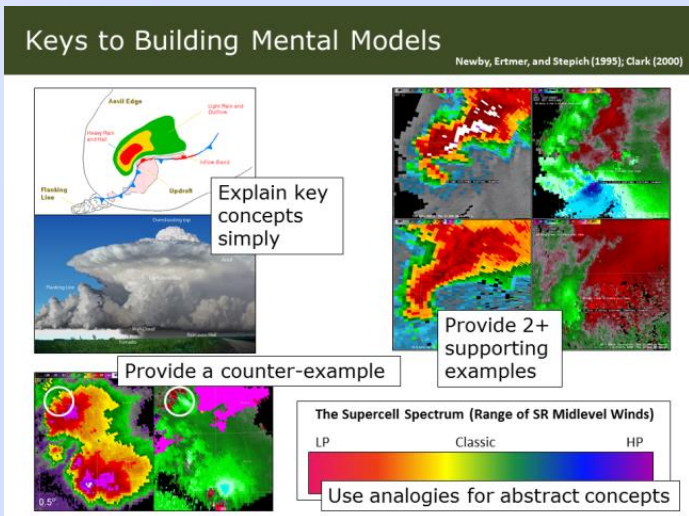 Keys to Building Mental Models
Newby, Ertmer, and Stepich (1995); Clark (2000)
Anvil Edge
Light Rain and
Outflow
Heavy Rain
and Hail
Inflow Band
Flanking
Line
Updraft
Explain key
concepts
simply
Overshooting top
Flanking Line
Provide 2+
supporting
examples
Provide a counter-example
0.5°
The Supercell Spectrum (Range of SR Midlevel Winds)
LP
Classic
HP
Use analogies for abstract concepts